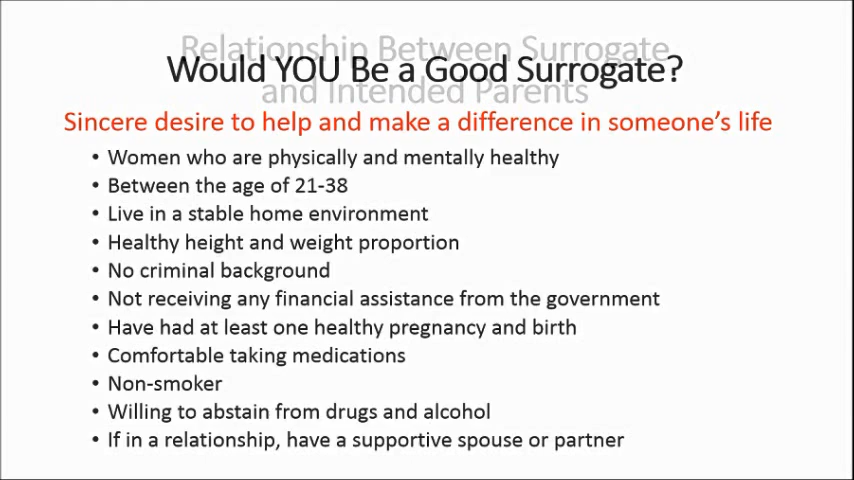 Relationship Between Surrogate
Would YOU Be a Good Surrogate?
and Intended Parents
Sincere desire to help and make a difference in someone's life
• Women who are physically and mentally healthy
• Between the age of 21-38
• Live in a stable home environment
• Healthy height and weight proportion
• No criminal background
• Not receiving any financial assistance from the government
• Have had at least one healthy pregnancy and birth
• Comfortable taking medications
• Non-smoker
• Willing to abstain from drugs and alcohol
• If in a relationship, have a supportive spouse or partner